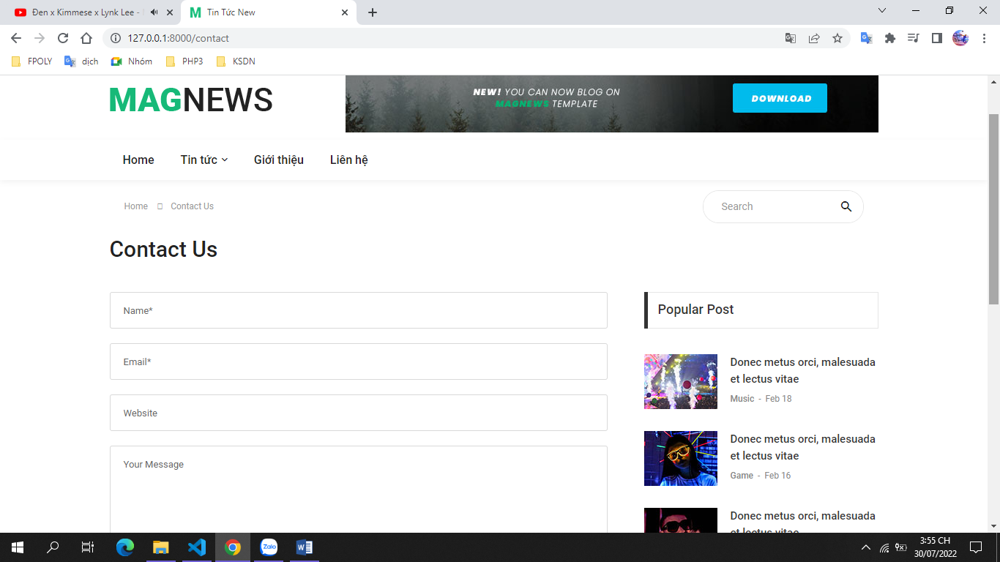 Đen x Kimmese x Lynk Lee -
M Tin Tức New
127.0.0.1:8000/contact
FPOLY dịch Nhóm PHP3 KSDN
MAGNEWS
NEW! YOU CAN NOW BLOG ON
MAGNEWS TEMPLATE
DOWNLOAD
Home Tin tức Giới thiệu Liên hệ
Home Contact Us
Search
Contact Us
Name*
Email*
Website
Your Message
Popular Post
Donec metus orci, malesuada
et lectus vitae
Music - Feb 18
Donec metus orci, malesuada
et lectus vitae
Game - Feb 16
Donec metus orci, malesuada
et lectus vitae
Zalo
3:55 CH
30/07/2022